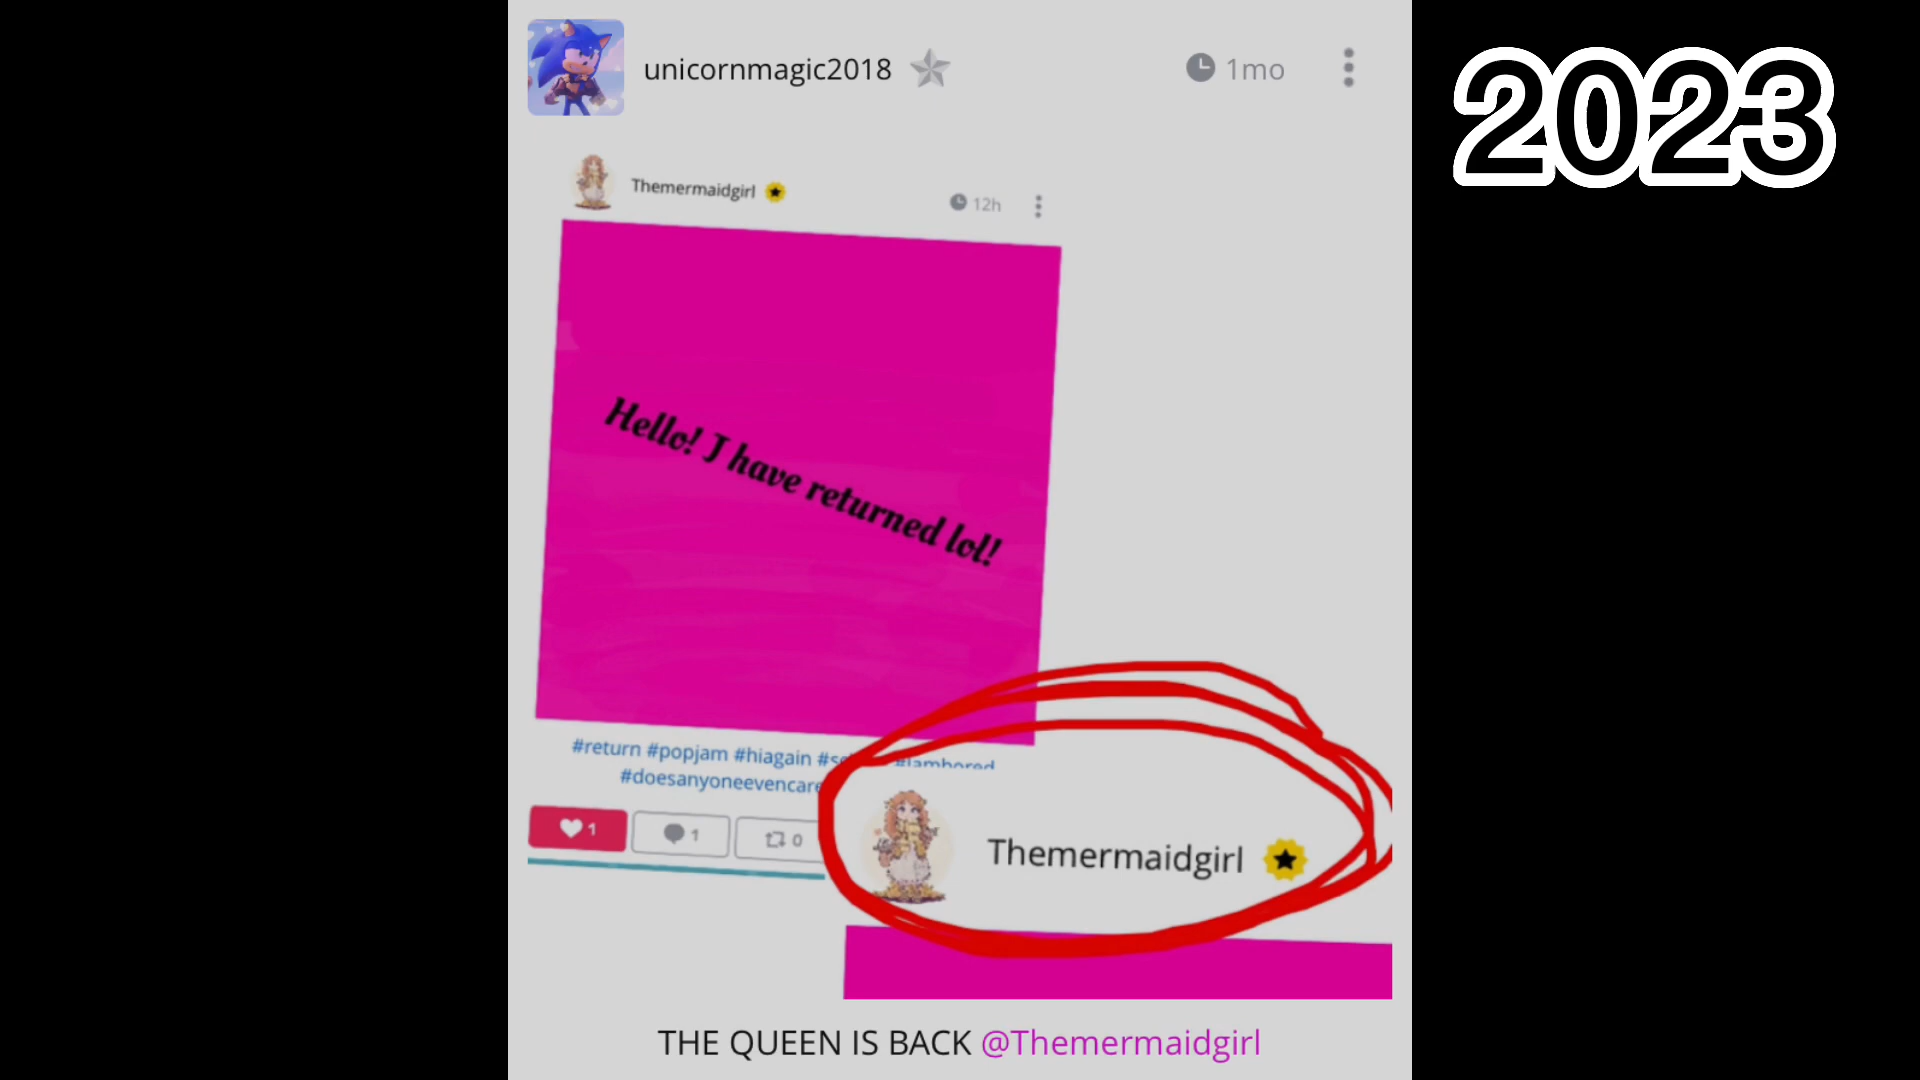 unicornmagic2018
1mo
2023
Themermaidgirl
12h
Hello! I have returned lol!
#return #popjam #hiagain #iambored
#doesanyoneevencare
1
1
0
Themermaidgirl
THE QUEEN IS BACK @Themermaidgirl